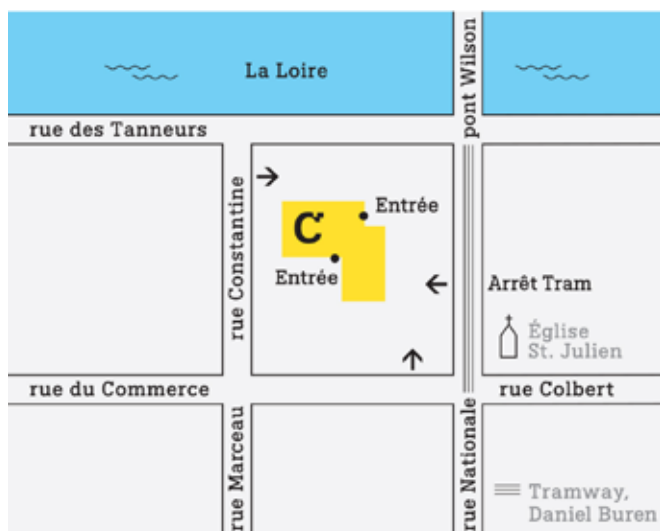 La Loire
pont Wilson
rue des Tanneurs
rue Constantine
Entrée
C
Entrée
Arrêt Tram
Église
St. Julien
rue du Commerce
rue Colbert
rue Marceau
rue Nationale
Tramway,
Daniel Buren